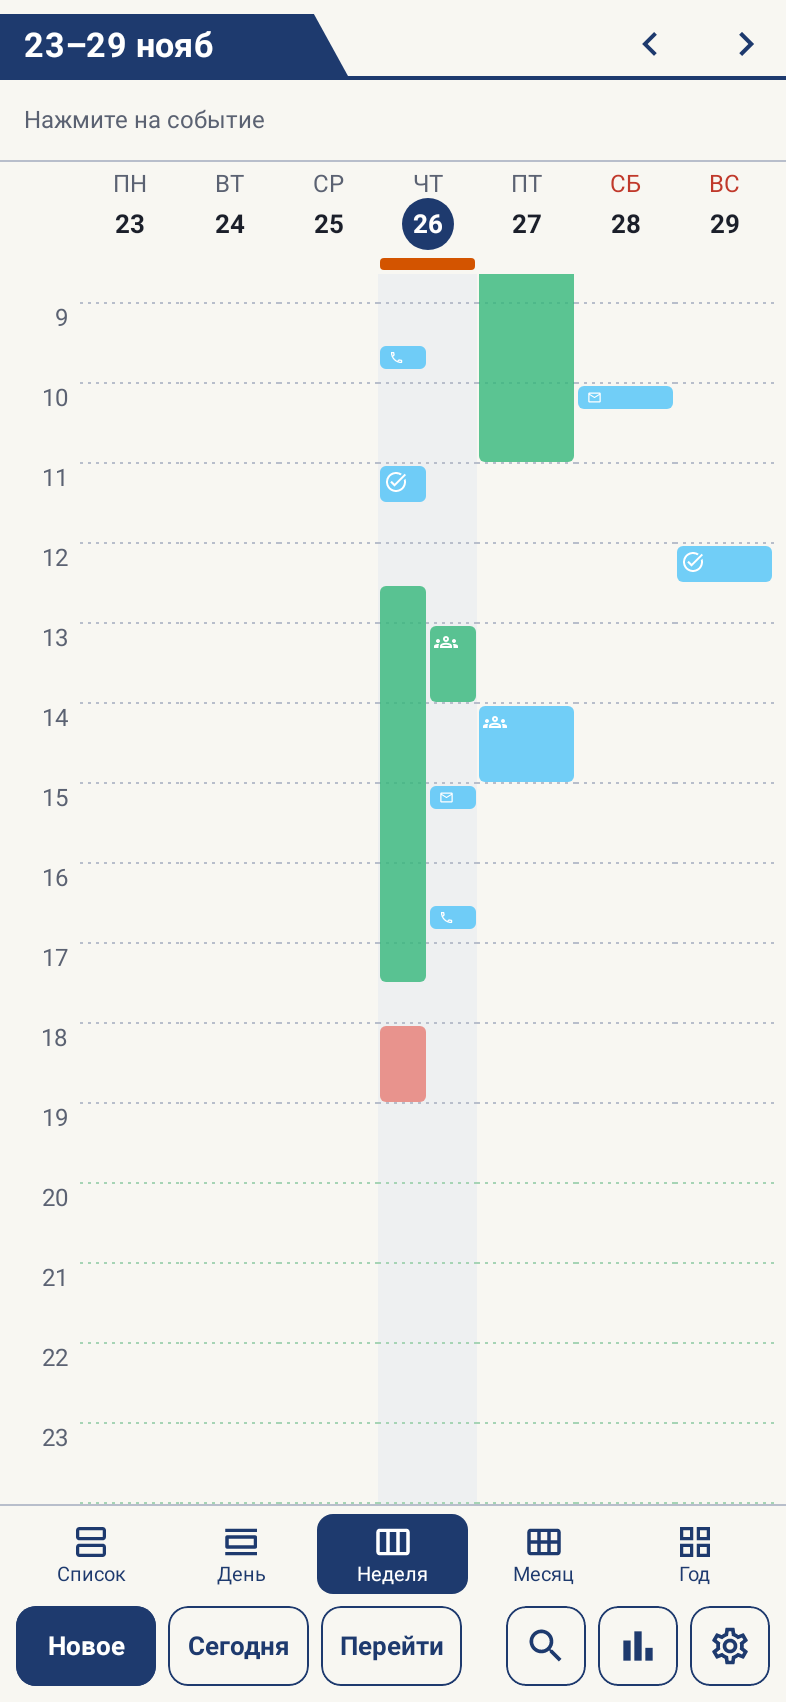 23–29 нояб
Нажмите на событие
ПН ВТ СР ЧТ ПТ СБ ВС
23 24 25 26 27 28 29
9
10
11
12
13
14
15
16
17
18
19
20
21
22
23
Список День Неделя Месяц Год
Новое Сегодня Перейти